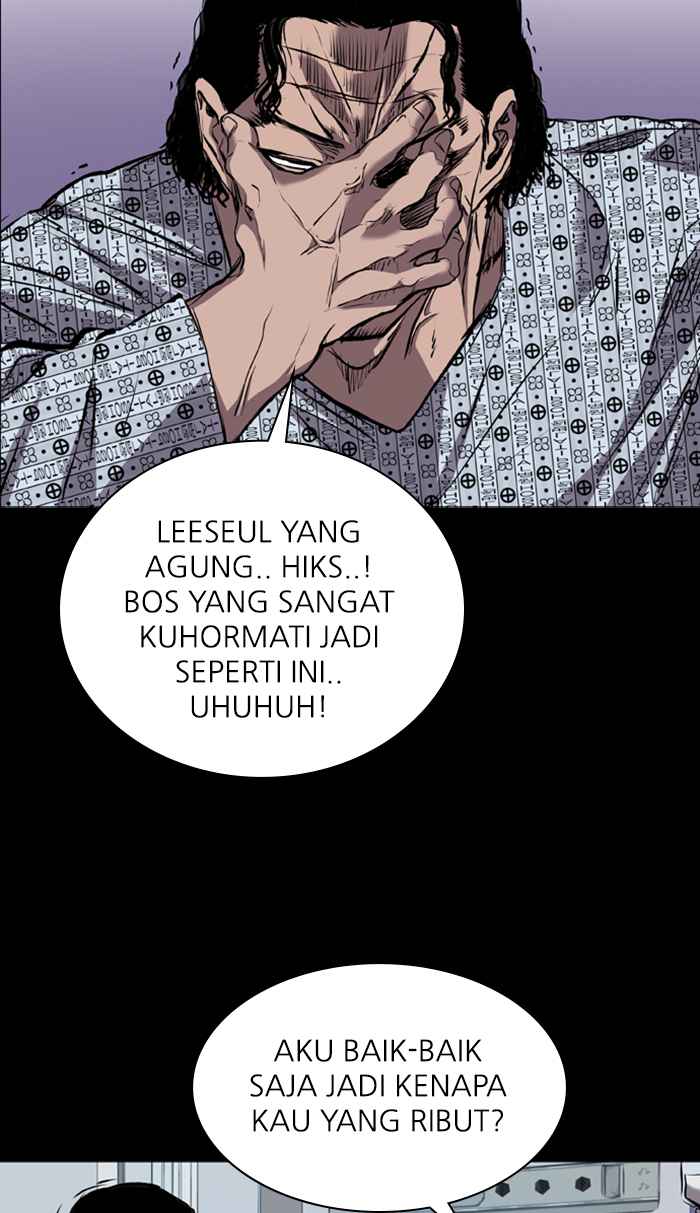 LEESEUL YANG
AGUNG.. HIKS..!
BOS YANG SANGAT
KUHORMATI JADI
SEPERTI INI..
UHUHUH!
AKU BAIK-BAIK
SAJA JADI KENAPA
KAU YANG RIBUT?